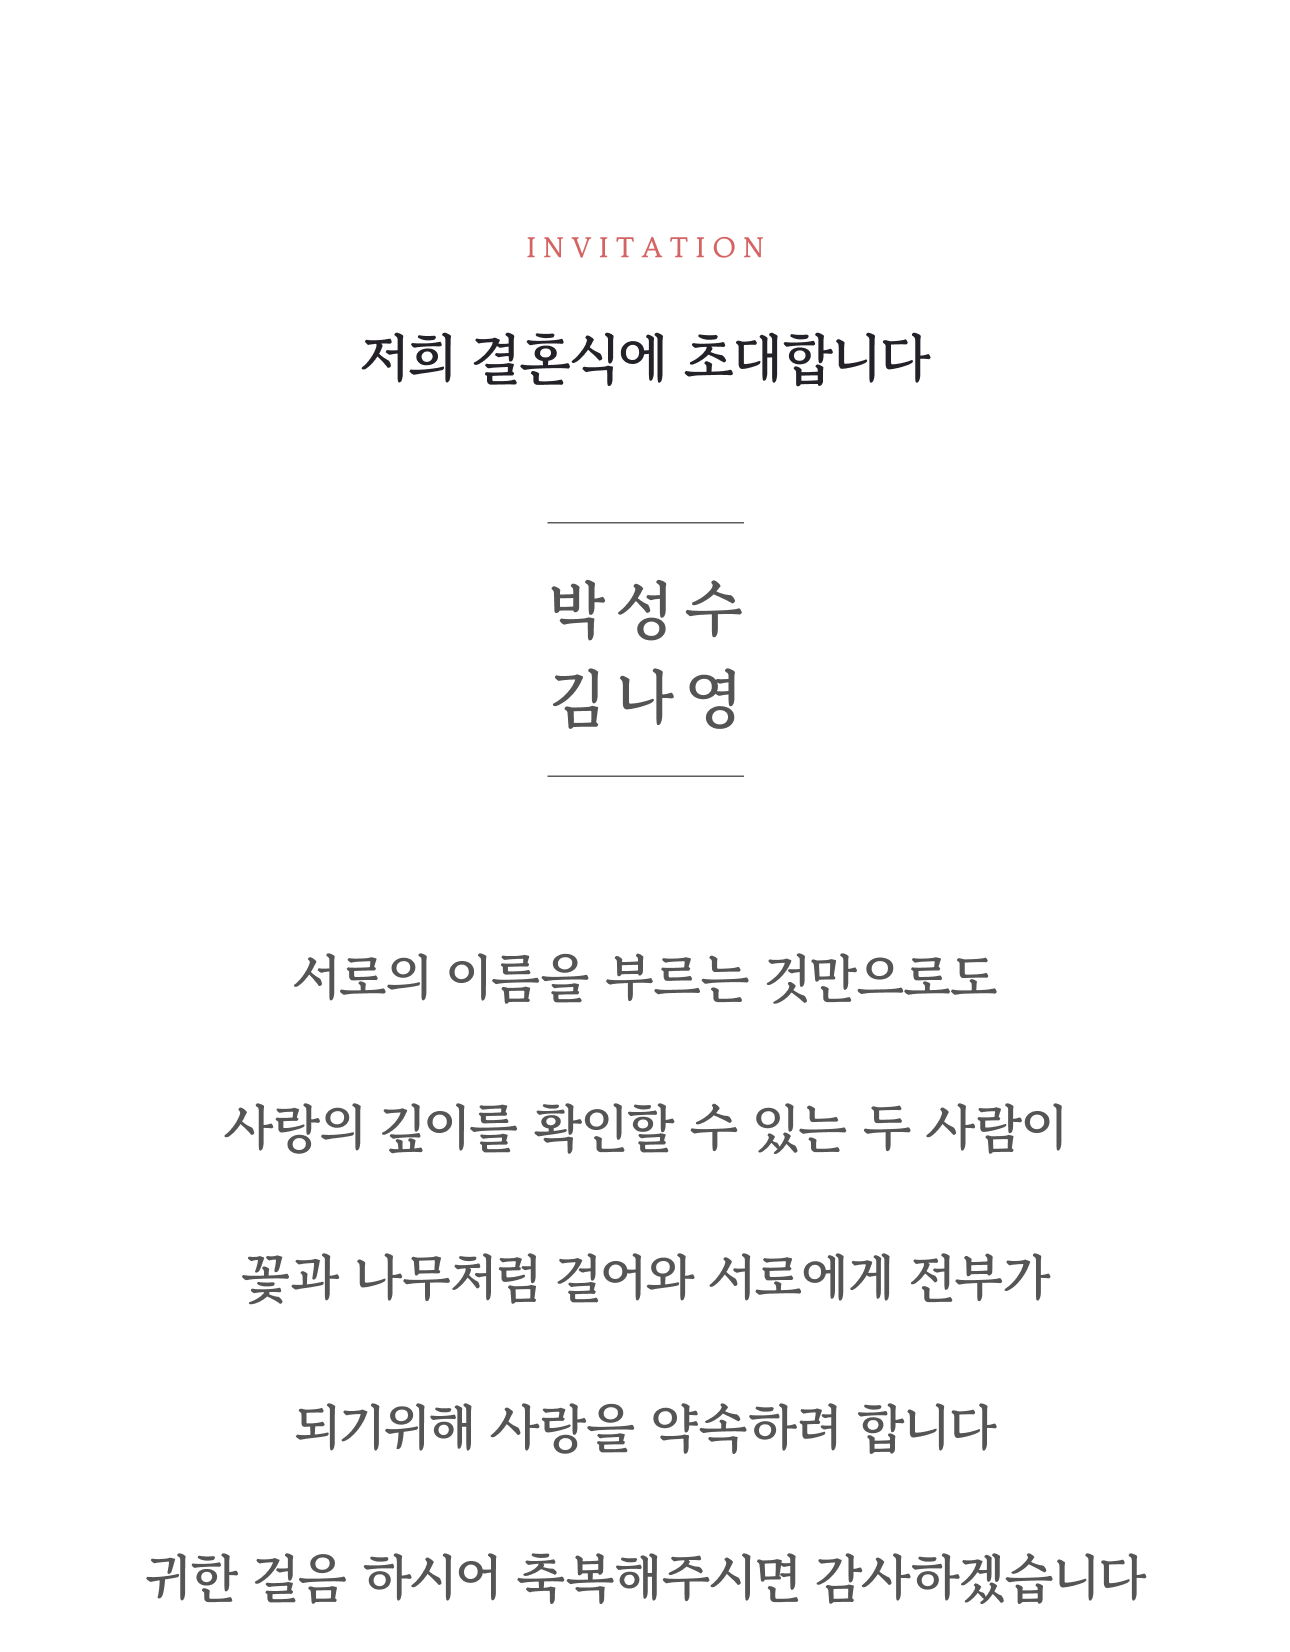 INVITATION
저희 결혼식에 초대합니다
박성수
김나영
서로의 이름을 부르는 것만으로도
사랑의 깊이를 확인할 수 있는 두 사람이
꽃과 나무처럼 걸어와 서로에게 전부가
되기위해 사랑을 약속하려 합니다
귀한 걸음 하시어 축복해주시면 감사하겠습니다